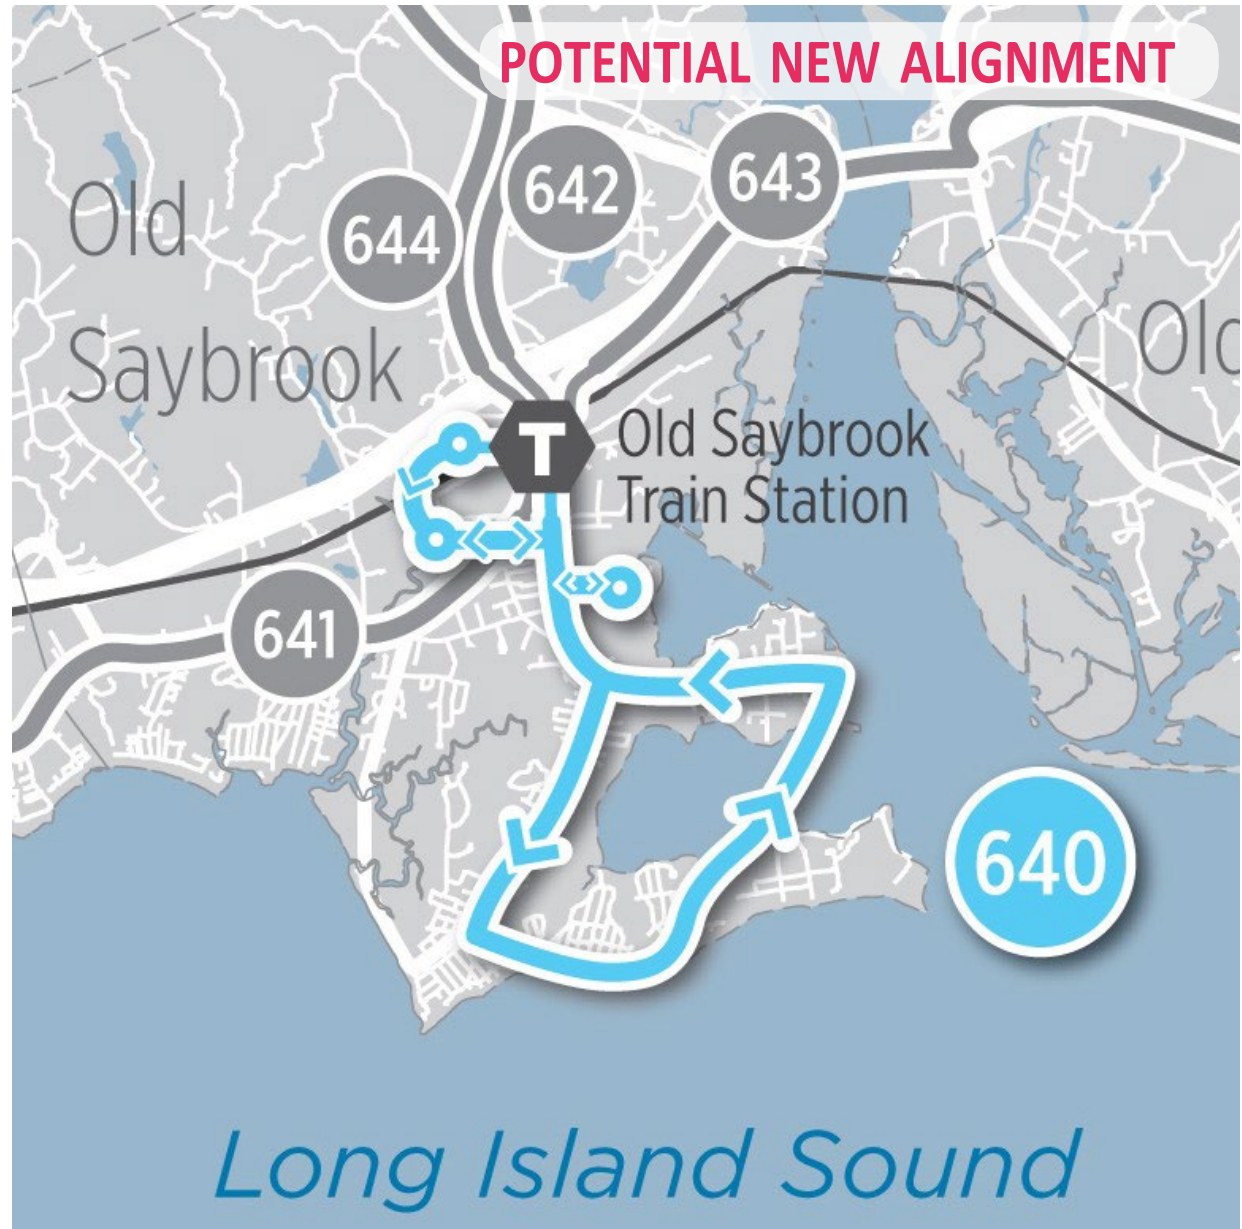 POTENTIAL NEW ALIGNMENT
642
643
644
Old
Saybrook
Old
T
Old Saybrook
Train Station
641
640
Long Island Sound